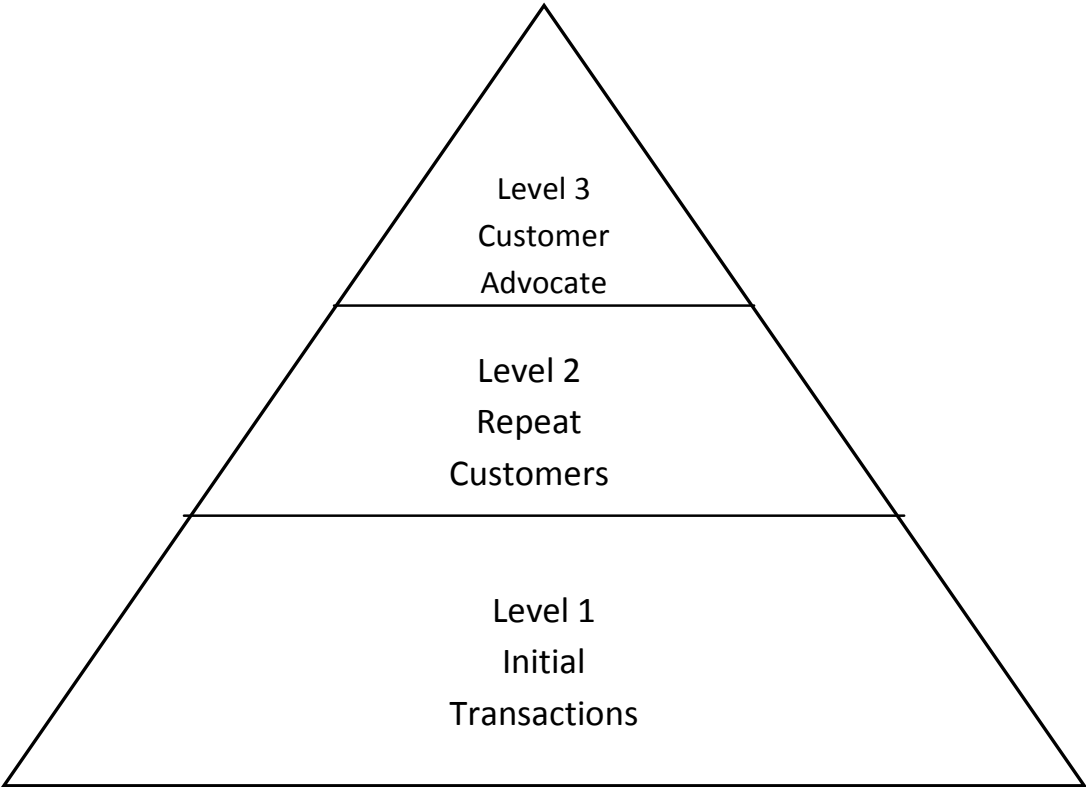 Level 3
Customer
Advocate
Level 2
Repeat
Customers
Level 1
Initial
Transactions